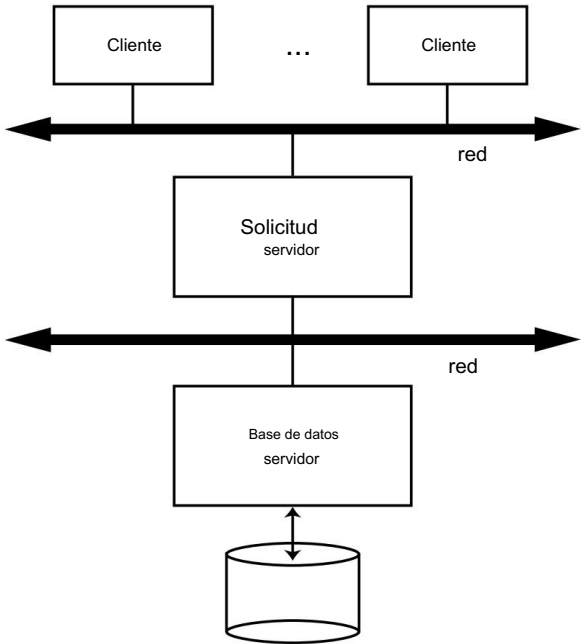 Cliente
...
Cliente
red
Solicitud
servidor
red
Base de datos
servidor